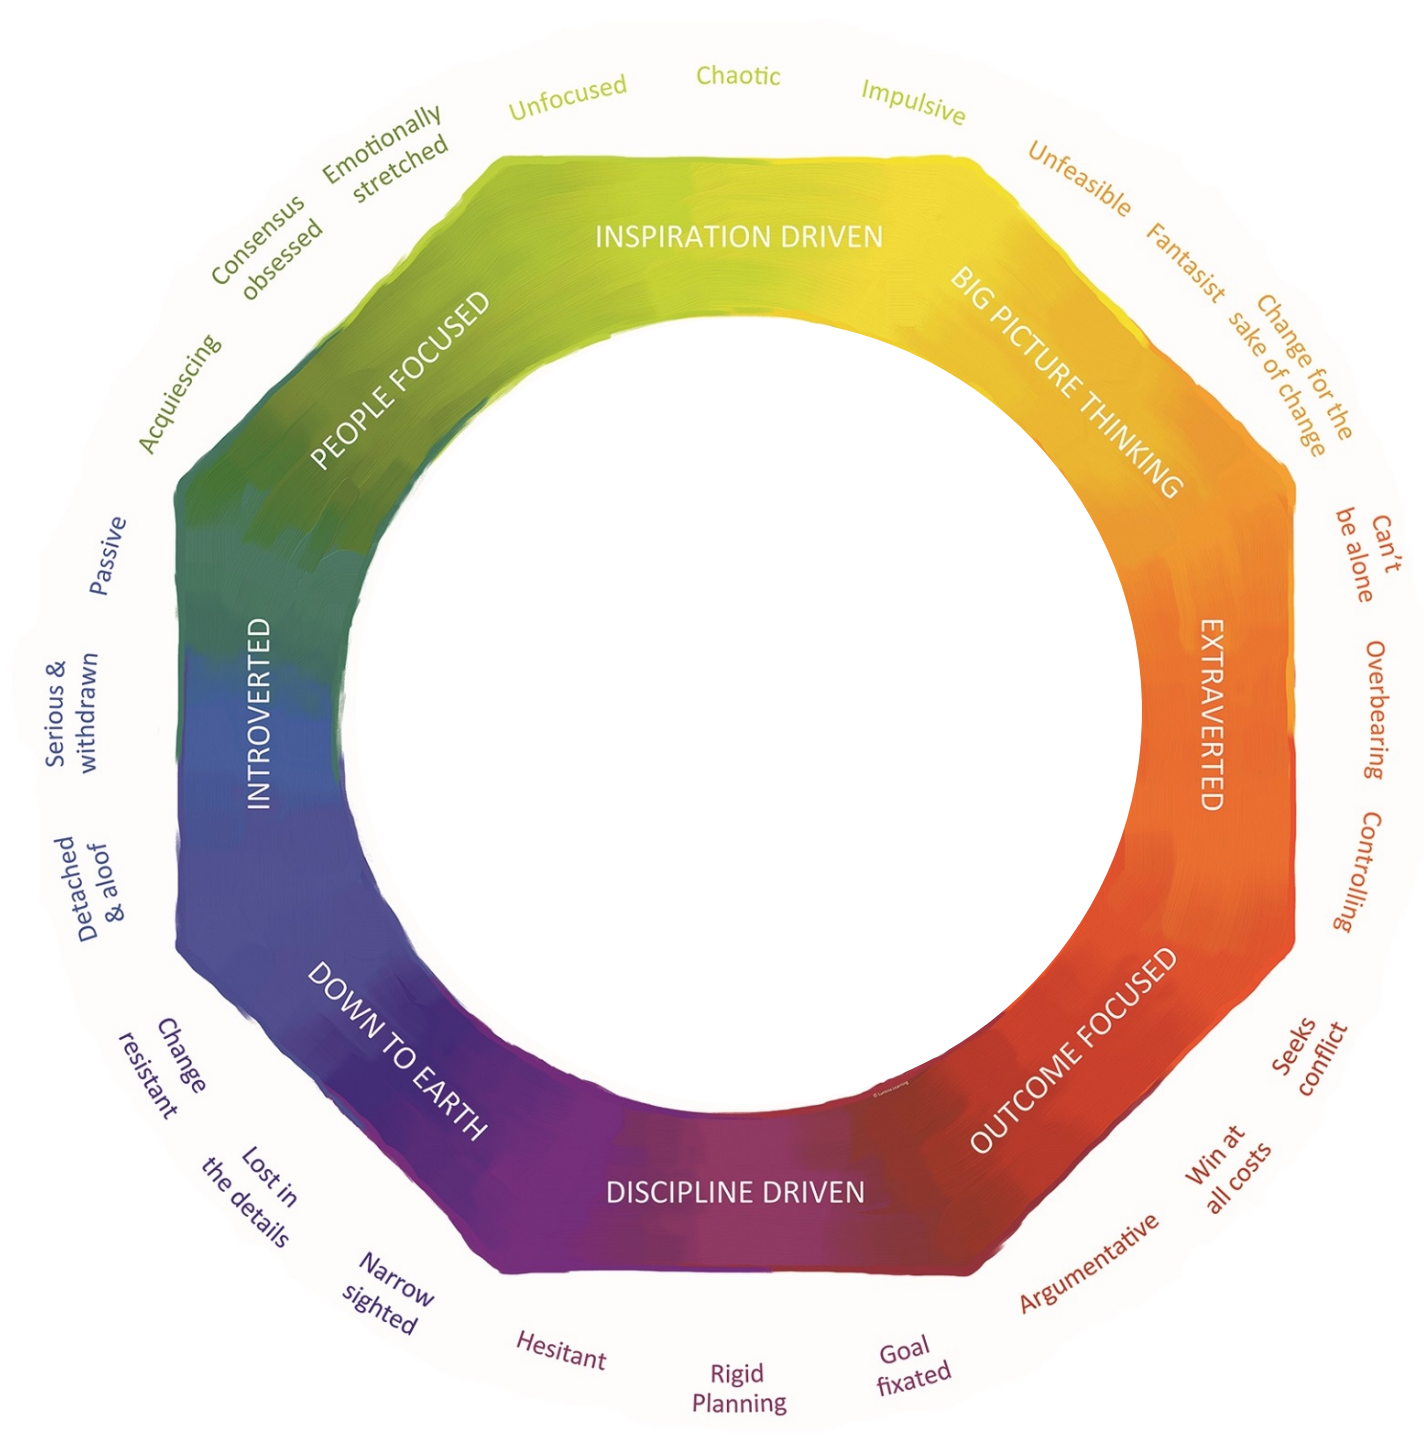 Chaotic
Impulsive
Unfeasible
Fantasist
Change for the
sake of change
Can't
be alone
Overbearing
Controlling
Seeks
conflict
Win at
all costs
Argumentative
Goal
fixated
Rigid
Planning
Hesitant
Narrow
sighted
Lost in
the details
Change
resistant
Detached
& aloof
Serious &
withdrawn
Passive
Acquiescing
Consensus
obsessed
Emotionally
stretched
Unfocused
INSPIRATION DRIVEN
BIG PICTURE THINKING
EXTRAVERTED
OUTCOME FOCUSED
DISCIPLINE DRIVEN
DOWN TO EARTH
INTROVERTED
PEOPLE FOCUSED